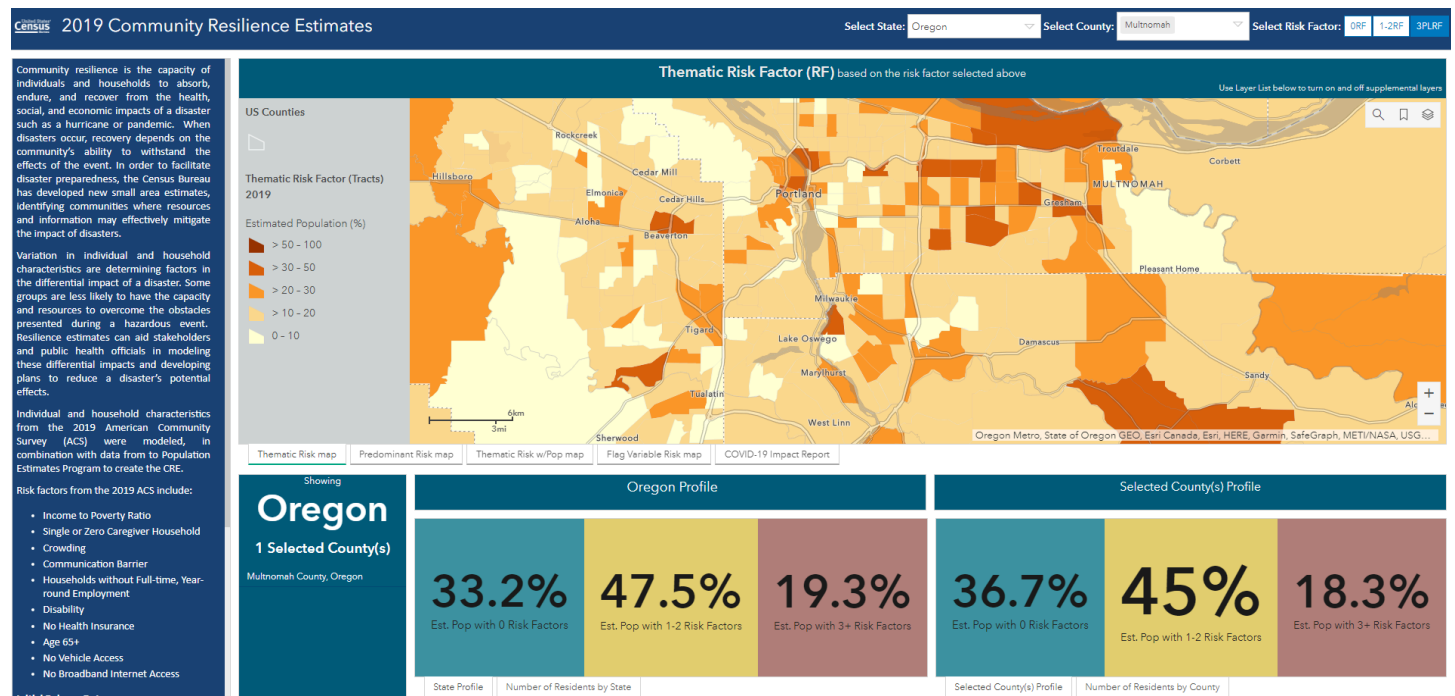 United States®
Census
Bureau
2019 Community Resilience Estimates
Select State:
Oregon
Select County:
Multnomah
Select Risk Factor:
0RF
1-2RF
3PLRF
Community resilience is the capacity of
individuals and households to absorb,
endure, and recover from the health,
social, and economic impacts of a disaster
such as a hurricane or pandemic. When
disasters occur, recovery depends on the
community's ability to withstand the
effects of the event. In order to facilitate
disaster preparedness, the Census Bureau
has developed new small area estimates,
identifying communities where resources
and information may effectively mitigate
the impact of disasters.
Variation in individual and household
characteristics are determining factors in
the differential impact of a disaster. Some
groups are less likely to have the capacity
and resources to overcome the obstacles
presented during a hazardous event.
Resilience estimates can aid stakeholders
and public health officials in modeling
these differential impacts and developing
plans to reduce a disaster's potential
effects.
Individual and household characteristics
from the 2019 American Community
Survey (ACS) were modeled, in
combination with data from to Population
Estimates Program to create the CRE.
Risk factors from the 2019 ACS include:
• Income to Poverty Ratio
• Single or Zero Caregiver Household
• Crowding
• Communication Barrier
• Households without Full-time, Year-
round Employment
• Disability
• No Health Insurance
• Age 65+
• No Vehicle Access
• No Broadband Internet Access
Thematic Risk Factor (RF) based on the risk factor selected above
Use Layer List below to turn on and off supplemental layers
US Counties
Thematic Risk Factor (Tracts)
2019
Estimated Population (%)
> 50 - 100
> 30 - 50
> 20 - 30
> 10 - 20
0 - 10
Rockcreek
Hillsboro
Cedar Mill
Elmonica
Cedar Hills
Portland
Aloha
Beaverton
Troutdale
Corbett
MULTNOMAH
Gresham
Pleasant Home
Milwaukie
Tigard
Lake Oswego
Damascus
Marylhurst
Sandy
Tualatin
West Linn
Sherwood
6km
3mi
+
−
Oregon Metro, State of Oregon GEO, Esri Canada, Esri, HERE, Garmin, SafeGraph, METI/NASA, USG...
Thematic Risk map
Predominant Risk map
Thematic Risk w/Pop map
Flag Variable Risk map
COVID-19 Impact Report
Showing
Oregon
1 Selected County(s)
Multnomah County, Oregon
Oregon Profile
33.2%
Est. Pop with 0 Risk Factors
47.5%
Est. Pop with 1-2 Risk Factors
19.3%
Est. Pop with 3+ Risk Factors
State Profile
Number of Residents by State
Selected County(s) Profile
36.7%
Est. Pop with 0 Risk Factors
45%
Est. Pop with 1-2 Risk Factors
18.3%
Est. Pop with 3+ Risk Factors
Selected County(s) Profile
Number of Residents by County